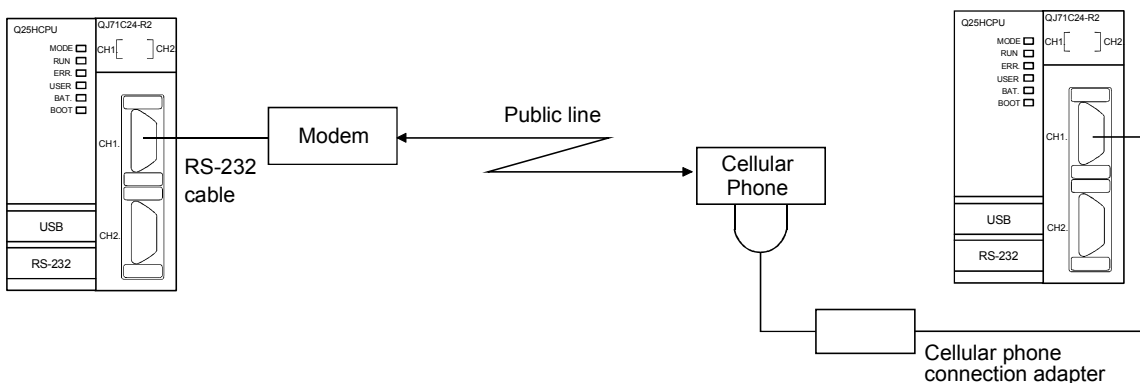 Q25HCPU
MODE
RUN
ERR.
USER
BAT.
BOOT
USB
RS-232
QJ71C24-R2
CH1.
CH2
CH1.
CH2.
RS-232
cable
Modem
Public line
Cellular
Phone
Cellular phone
connection adapter
Q25HCPU
MODE
RUN
ERR.
USER
BAT.
BOOT
USB
RS-232
QJ71C24-R2
CH1
CH2
CH1.
CH2.